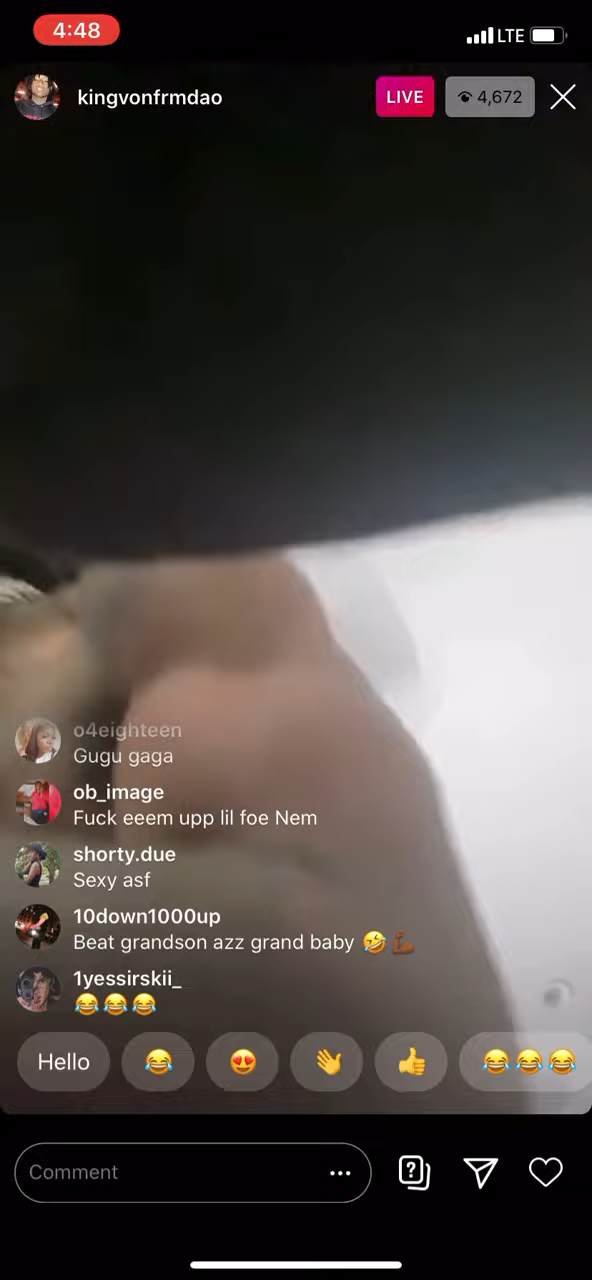 4:48
LTE
kingvonfrmdao
LIVE
4,672
o4eighteen
Gugu gaga
ob_image
Fuck eeem upp lil foe Nem
shorty.due
Sexy asf
10down1000up
Beat grandson azz grand baby 🤣💪🏾
1yessirskii_
😂😂😂
Hello 😂 😍 👋 👍 😂😂😂
Comment